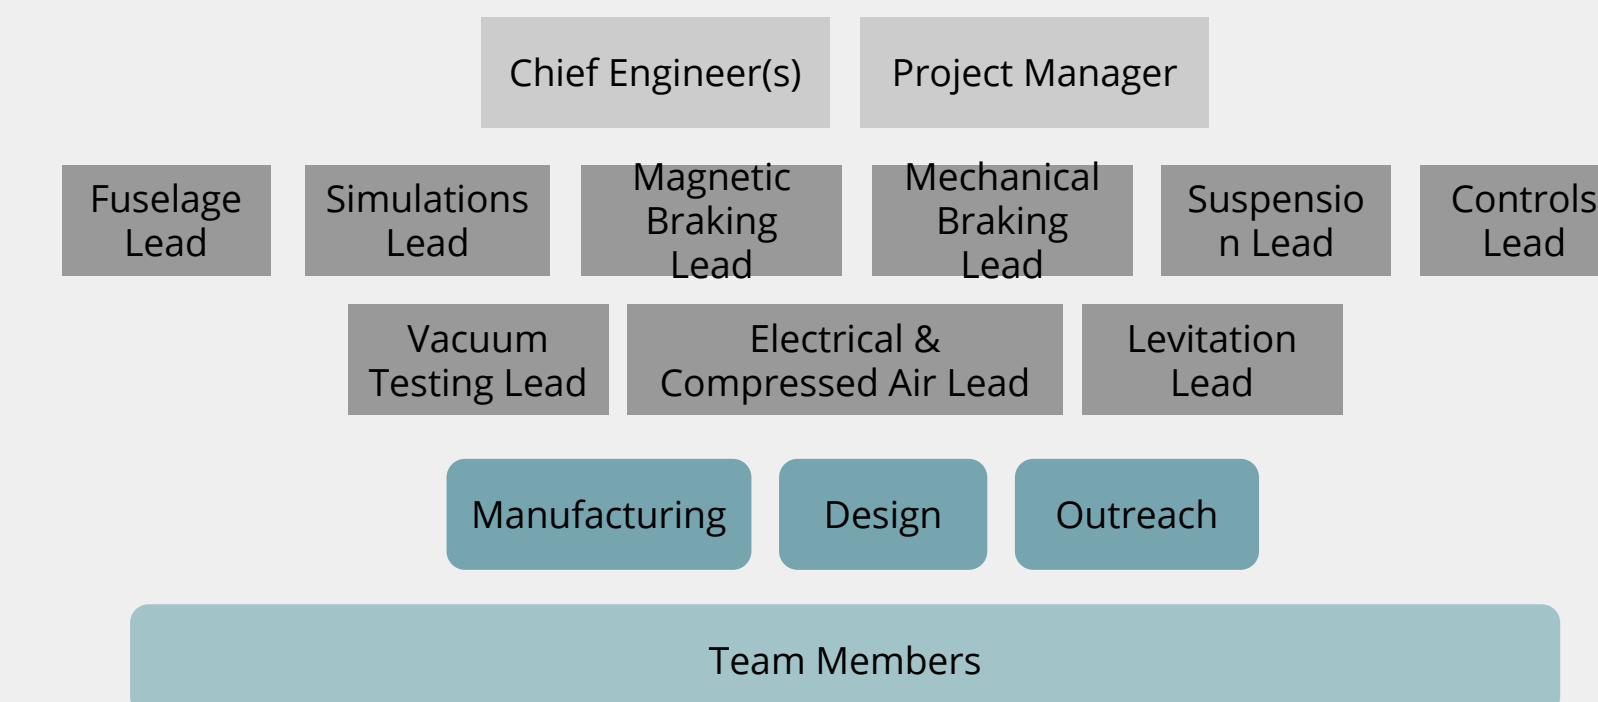 Chief Engineer(s)
Project Manager
Fuselage
Lead
Simulations
Lead
Magnetic
Braking
Lead
Mechanical
Braking
Lead
Suspensio
n Lead
Controls
Lead
Vacuum
Testing Lead
Electrical &
Compressed Air Lead
Levitation
Lead
Manufacturing
Design
Outreach
Team Members